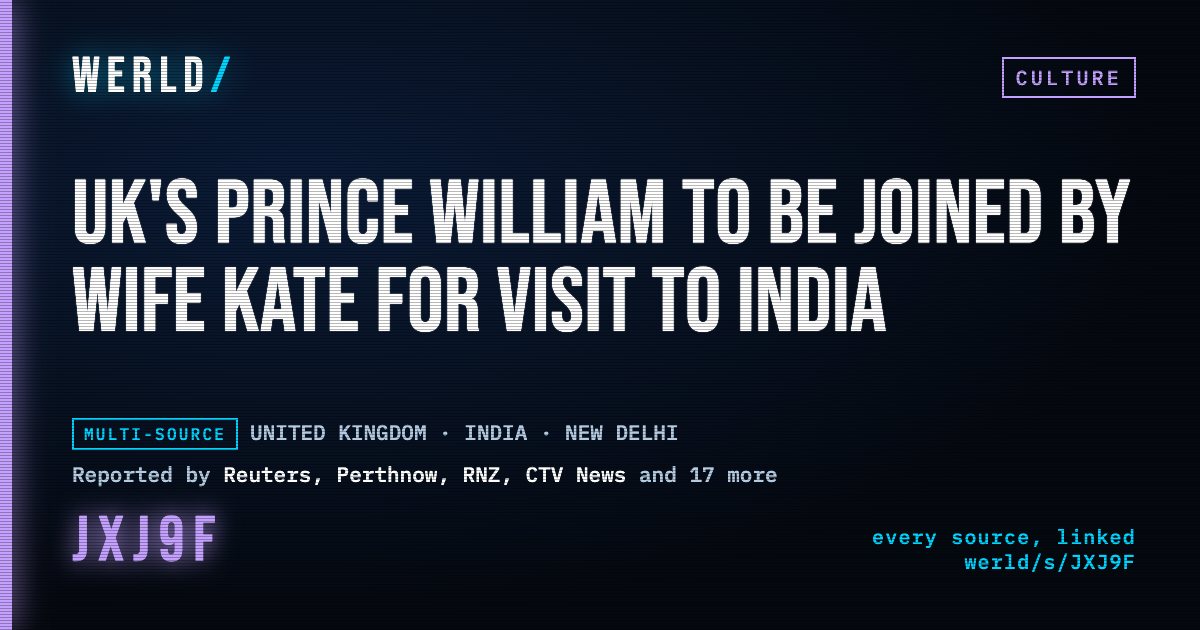 WERLD/
CULTURE
UK'S PRINCE WILLIAM TO BE JOINED BY
WIFE KATE FOR VISIT TO INDIA
MULTI-SOURCE UNITED KINGDOM · INDIA · NEW DELHI
Reported by Reuters, Perthnow, RNZ, CTV News and 17 more
JXJ9F
every source, linked
werld/s/JXJ9F